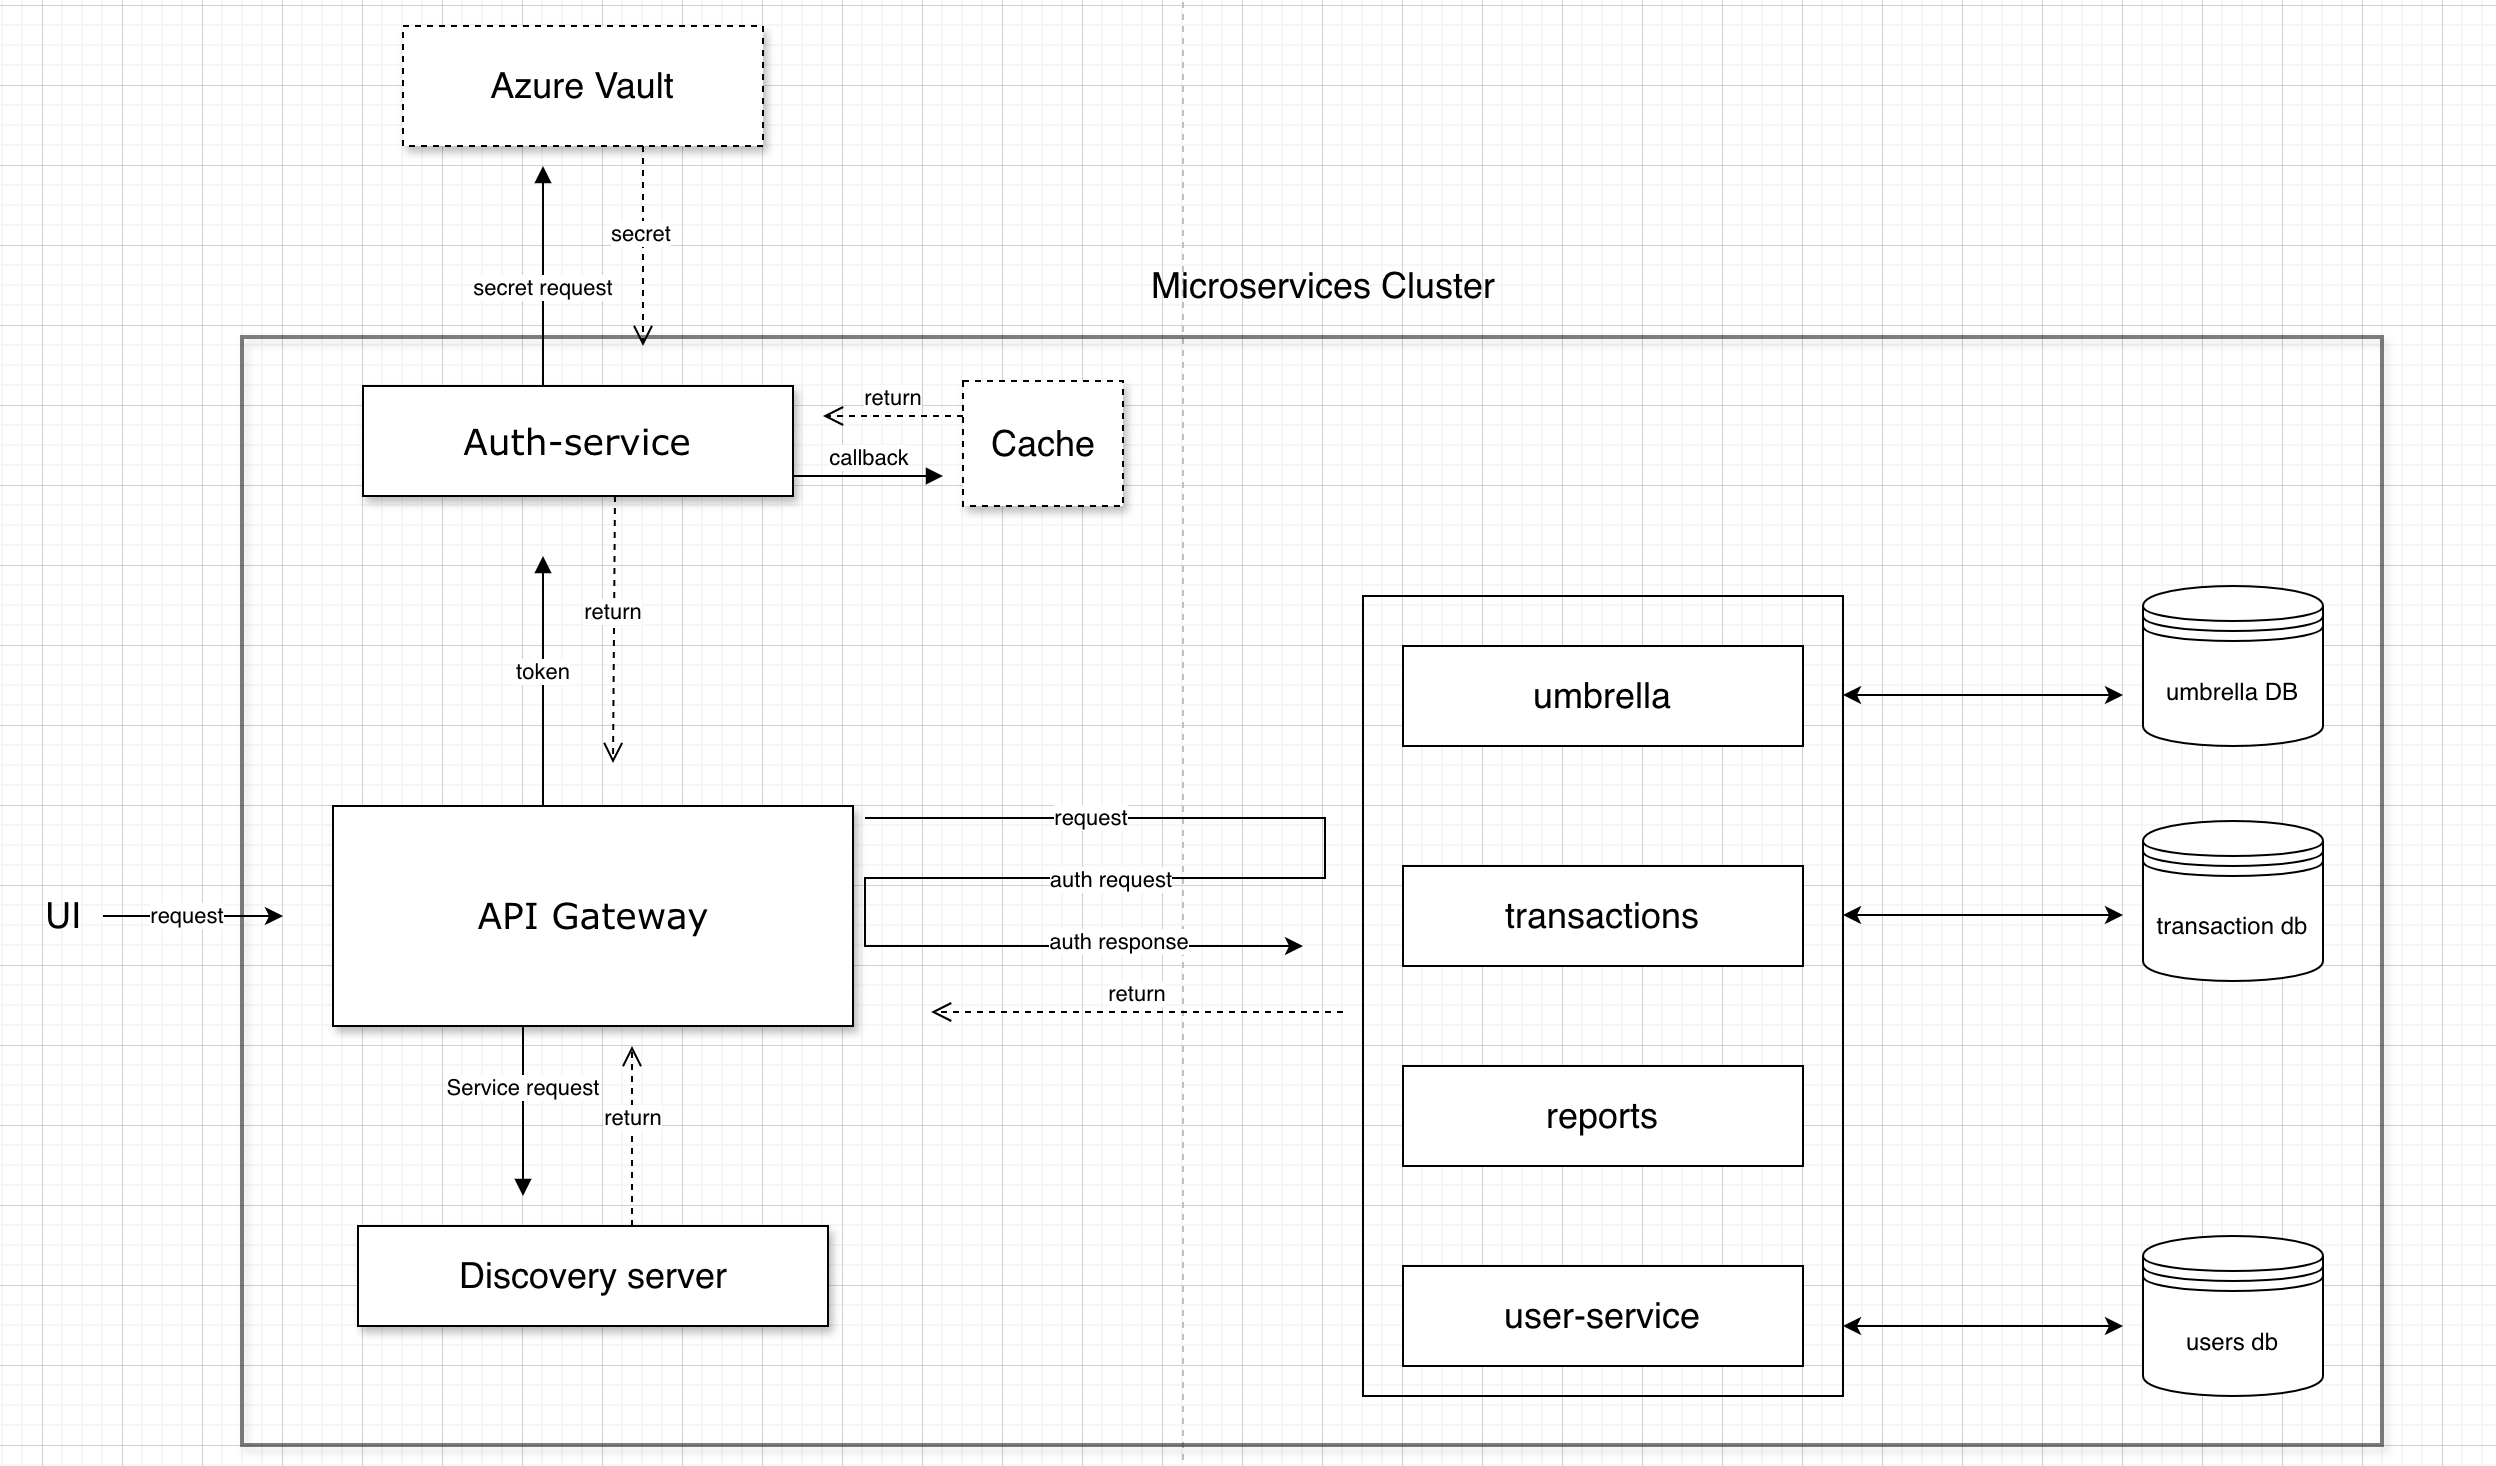 Azure Vault
secret
secret request
Microservices Cluster
return
Auth-service
Cache
callback
return
token
umbrella
umbrella DB
request
auth request
UI
request
API Gateway
transactions
transaction db
auth response
return
Service request
return
reports
Discovery server
user-service
users db